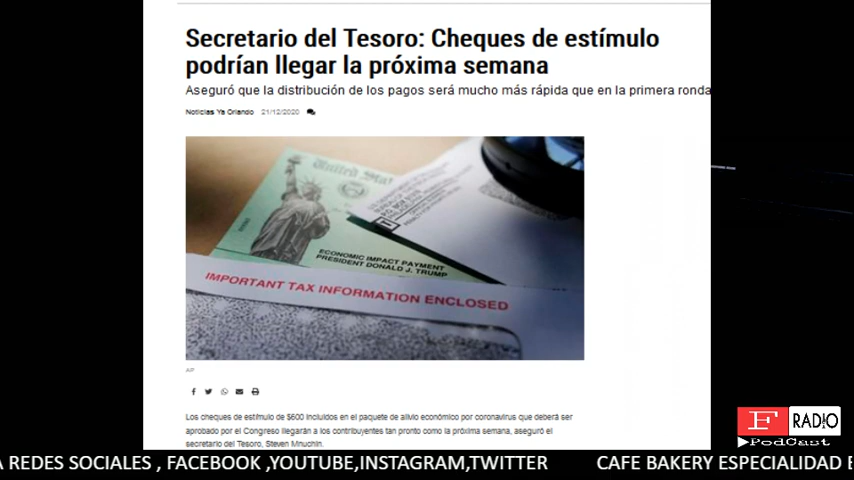 Secretario del Tesoro: Cheques de estímulo
podrían llegar la próxima semana
Aseguró que la distribución de los pagos será mucho más rápida que en la primera ronda
Noticias Ya Orlando 21/12/2020
United Stat
ECONOMIC IMPACT PAYMENT
PRESIDENT DONALD J. TRUMP
IMPORTANT TAX INFORMATION ENCLOSED
AP
Los cheques de estímulo de $600 incluidos en el paquete de alivio económico por coronavirus que deberá ser
aprobado por el Congreso llegarán a los contribuyentes tan pronto como la próxima semana, aseguró el
secretario del Tesoro, Steven Mnuchin.
F RADIO
PodCast
A REDES SOCIALES , FACEBOOK ,YOUTUBE,INSTAGRAM,TWITTER CAFE BAKERY ESPECIALIDAD E